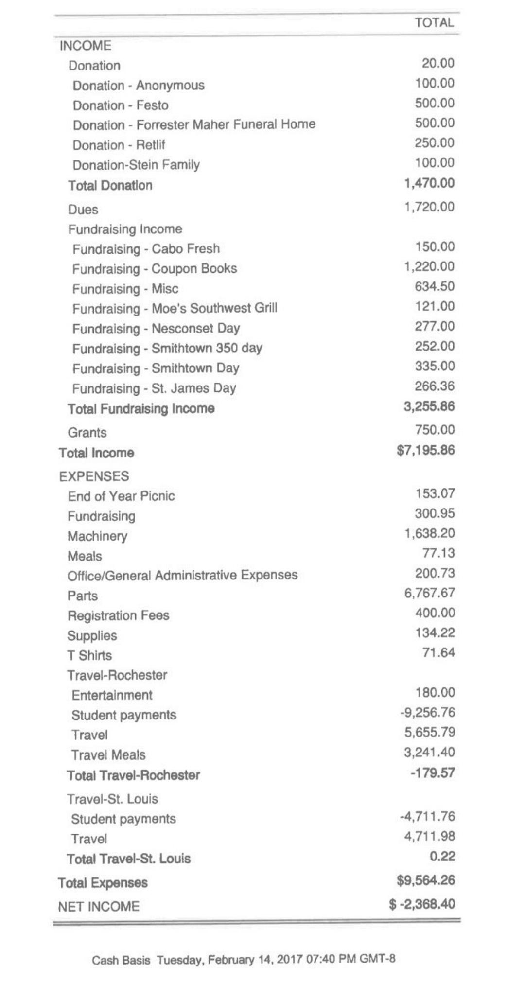 TOTAL
INCOME
Donation 20.00
Donation - Anonymous 100.00
Donation - Festo 500.00
Donation - Forrester Maher Funeral Home 500.00
Donation - Retlif 250.00
Donation-Stein Family 100.00
Total Donation 1,470.00
Dues 1,720.00
Fundraising Income
Fundraising - Cabo Fresh 150.00
Fundraising - Coupon Books 1,220.00
Fundraising - Misc 634.50
Fundraising - Moe's Southwest Grill 121.00
Fundraising - Nesconset Day 277.00
Fundraising - Smithtown 350 day 252.00
Fundraising - Smithtown Day 335.00
Fundraising - St. James Day 266.36
Total Fundraising Income 3,255.86
Grants 750.00
Total Income $7,195.86
EXPENSES
End of Year Picnic 153.07
Fundraising 300.95
Machinery 1,638.20
Meals 77.13
Office/General Administrative Expenses 200.73
Parts 6,767.67
Registration Fees 400.00
Supplies 134.22
T Shirts 71.64
Travel-Rochester
Entertainment 180.00
Student payments -9,256.76
Travel 5,655.79
Travel Meals 3,241.40
Total Travel-Rochester -179.57
Travel-St. Louis
Student payments -4,711.76
Travel 4,711.98
Total Travel-St. Louis 0.22
Total Expenses $9,564.26
NET INCOME $ -2,368.40
Cash Basis Tuesday, February 14, 2017 07:40 PM GMT-8